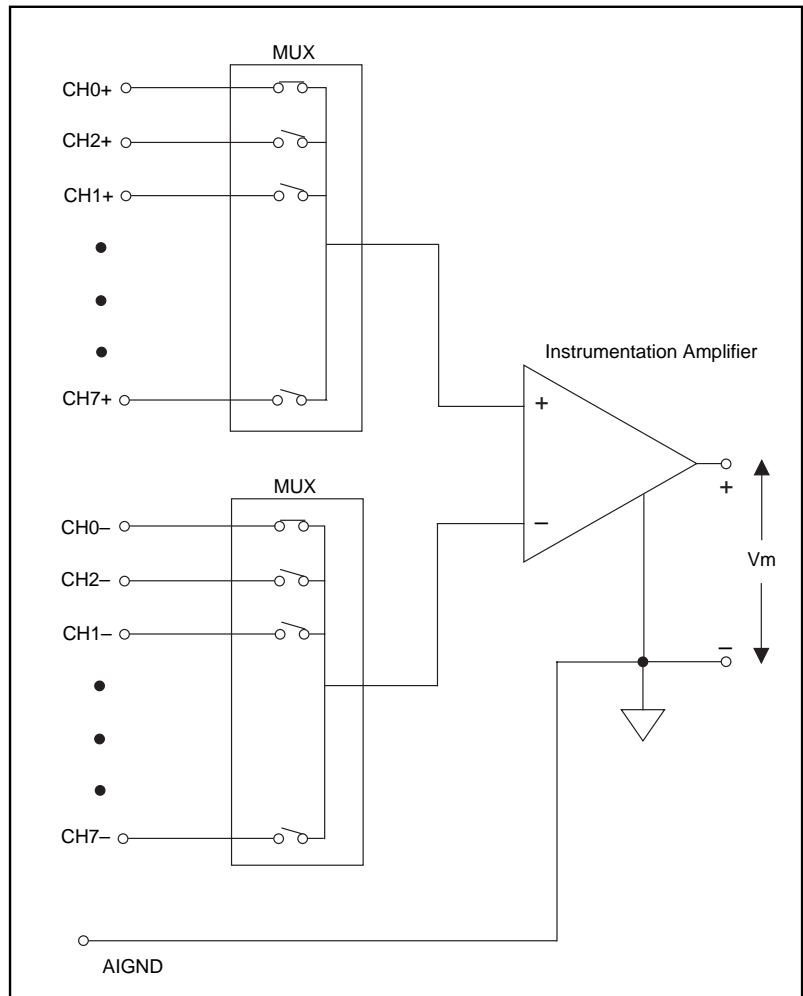 MUX
CH0+
CH2+
CH1+
CH7+
Instrumentation Amplifier
+
–
+
Vm
–
MUX
CH0–
CH2–
CH1–
CH7–
AIGND